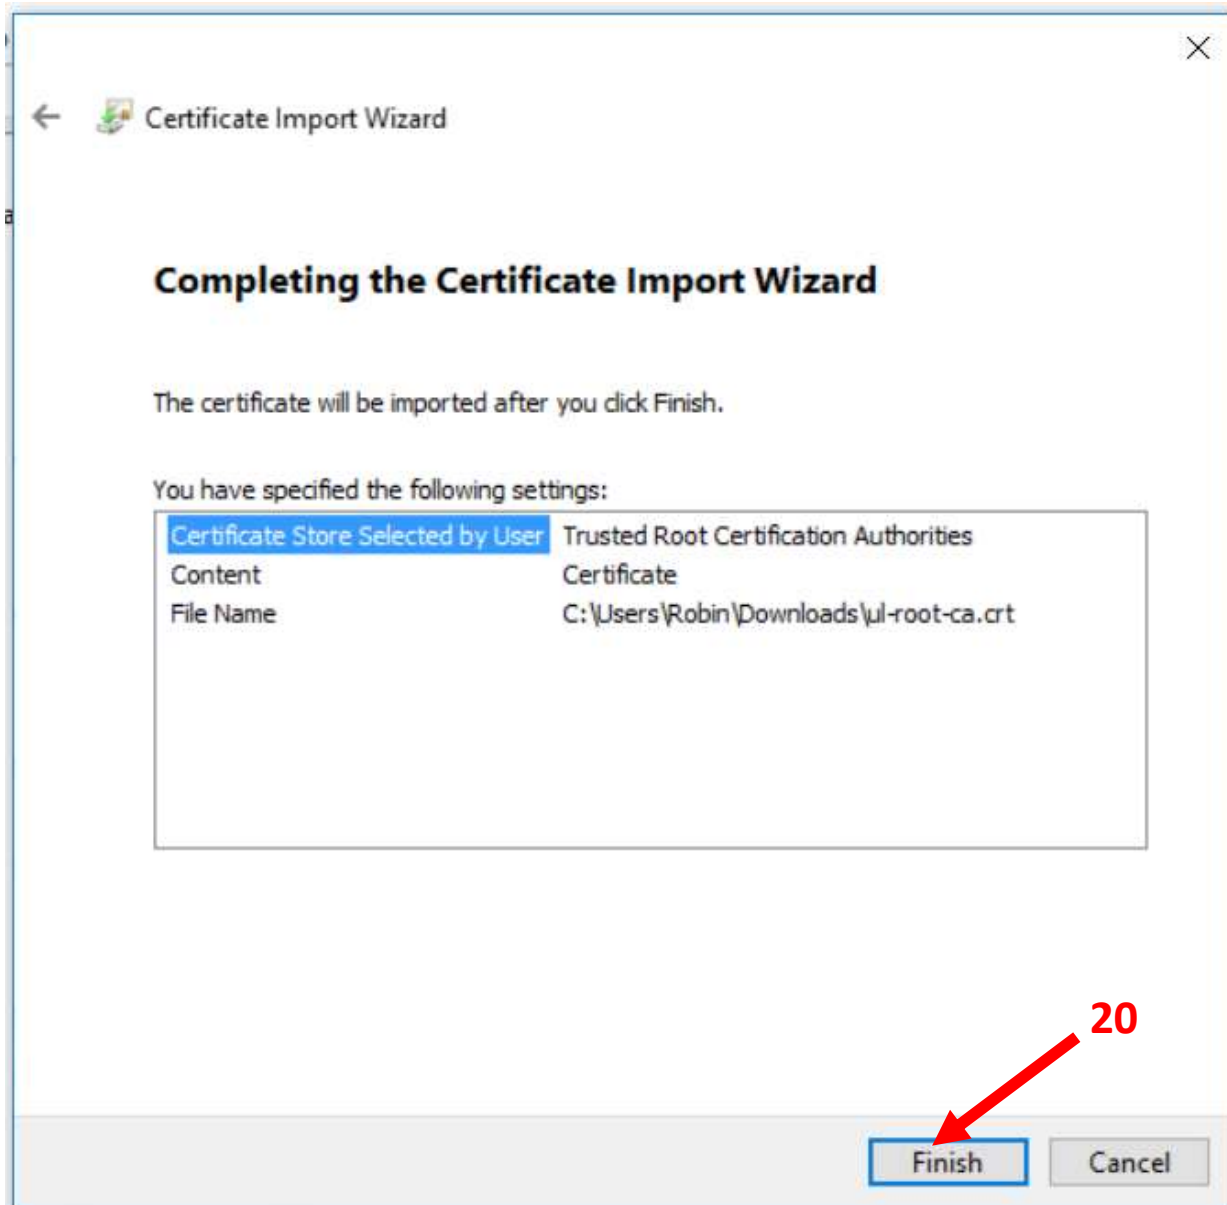 Certificate Import Wizard
Completing the Certificate Import Wizard
The certificate will be imported after you click Finish.
You have specified the following settings:
Certificate Store Selected by User Trusted Root Certification Authorities
Content Certificate
File Name C:\Users\Robin\Downloads\ul-root-ca.crt
20
Finish Cancel